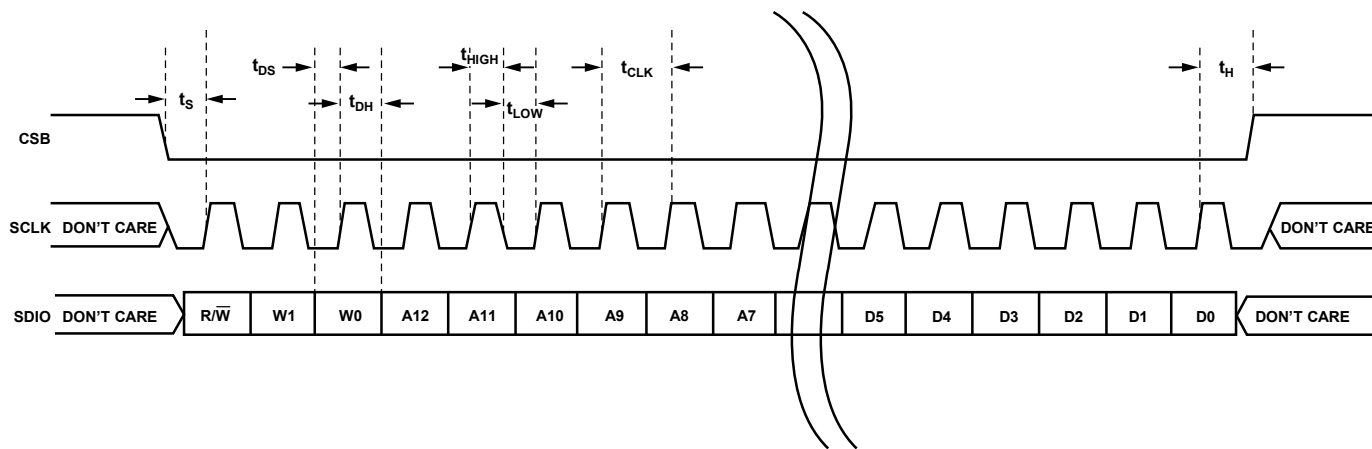 tDS tHIGH tCLK tH
tS tDH tLOW
CSB
SCLK DON'T CARE DON'T CARE
SDIO DON'T CARE R/W̅ W1 W0 A12 A11 A10 A9 A8 A7 D5 D4 D3 D2 D1 D0 DON'T CARE